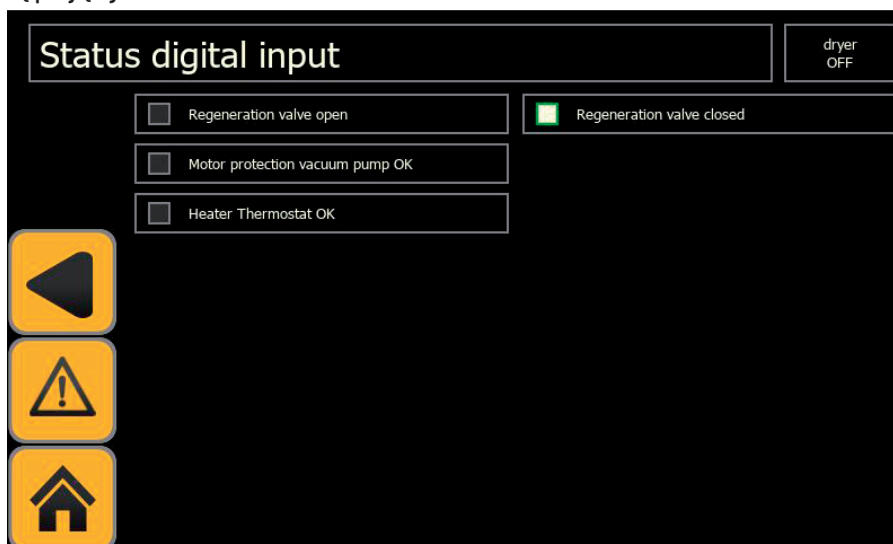 Status digital input
dryer
OFF
Regeneration valve open
Regeneration valve closed
Motor protection vacuum pump OK
Heater Thermostat OK